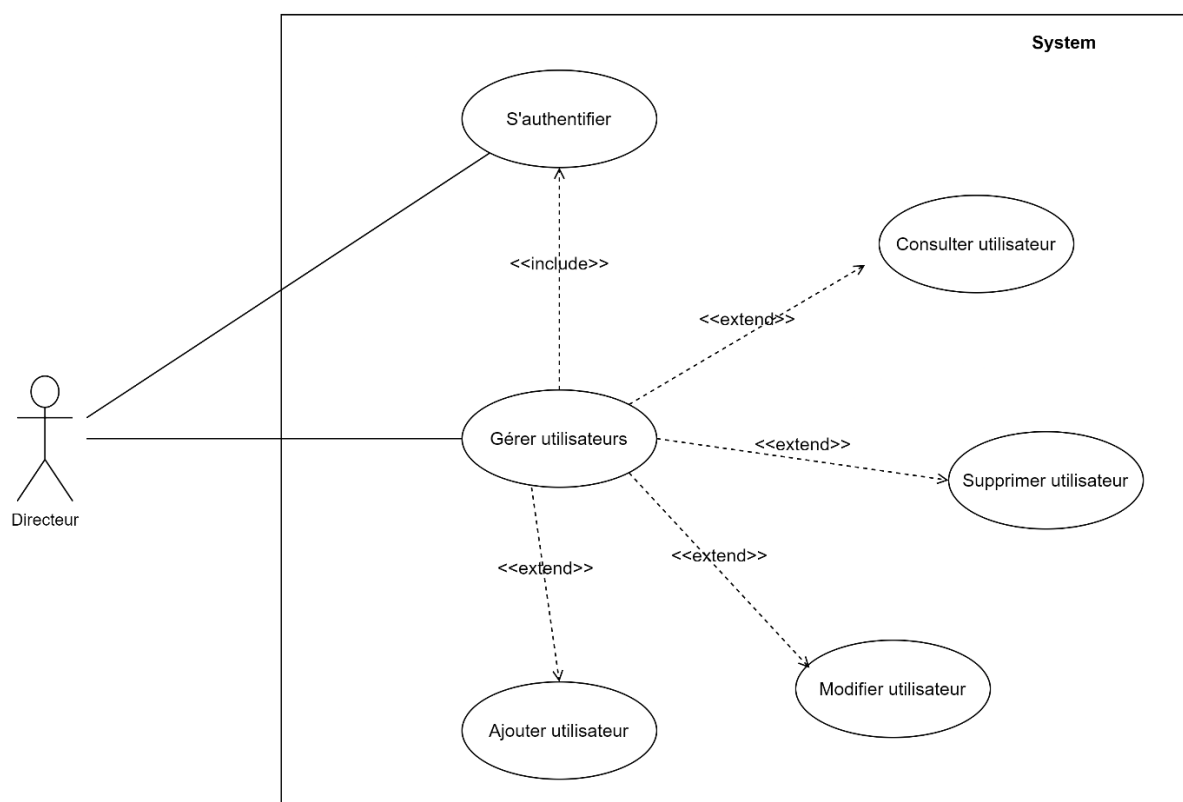 System
S'authentifier
Consulter utilisateur
<<include>>
<<extend>>
Gérer utilisateurs
<<extend>>
Supprimer utilisateur
Directeur
<<extend>>
<<extend>>
Modifier utilisateur
Ajouter utilisateur